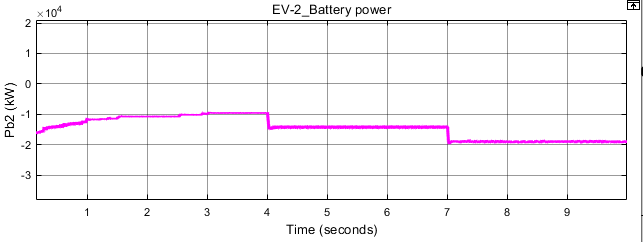 EV-2_Battery power
×10⁴
2
1
0
-1
-2
-3
Pb2 (kW)
1 2 3 4 5 6 7 8 9
Time (seconds)